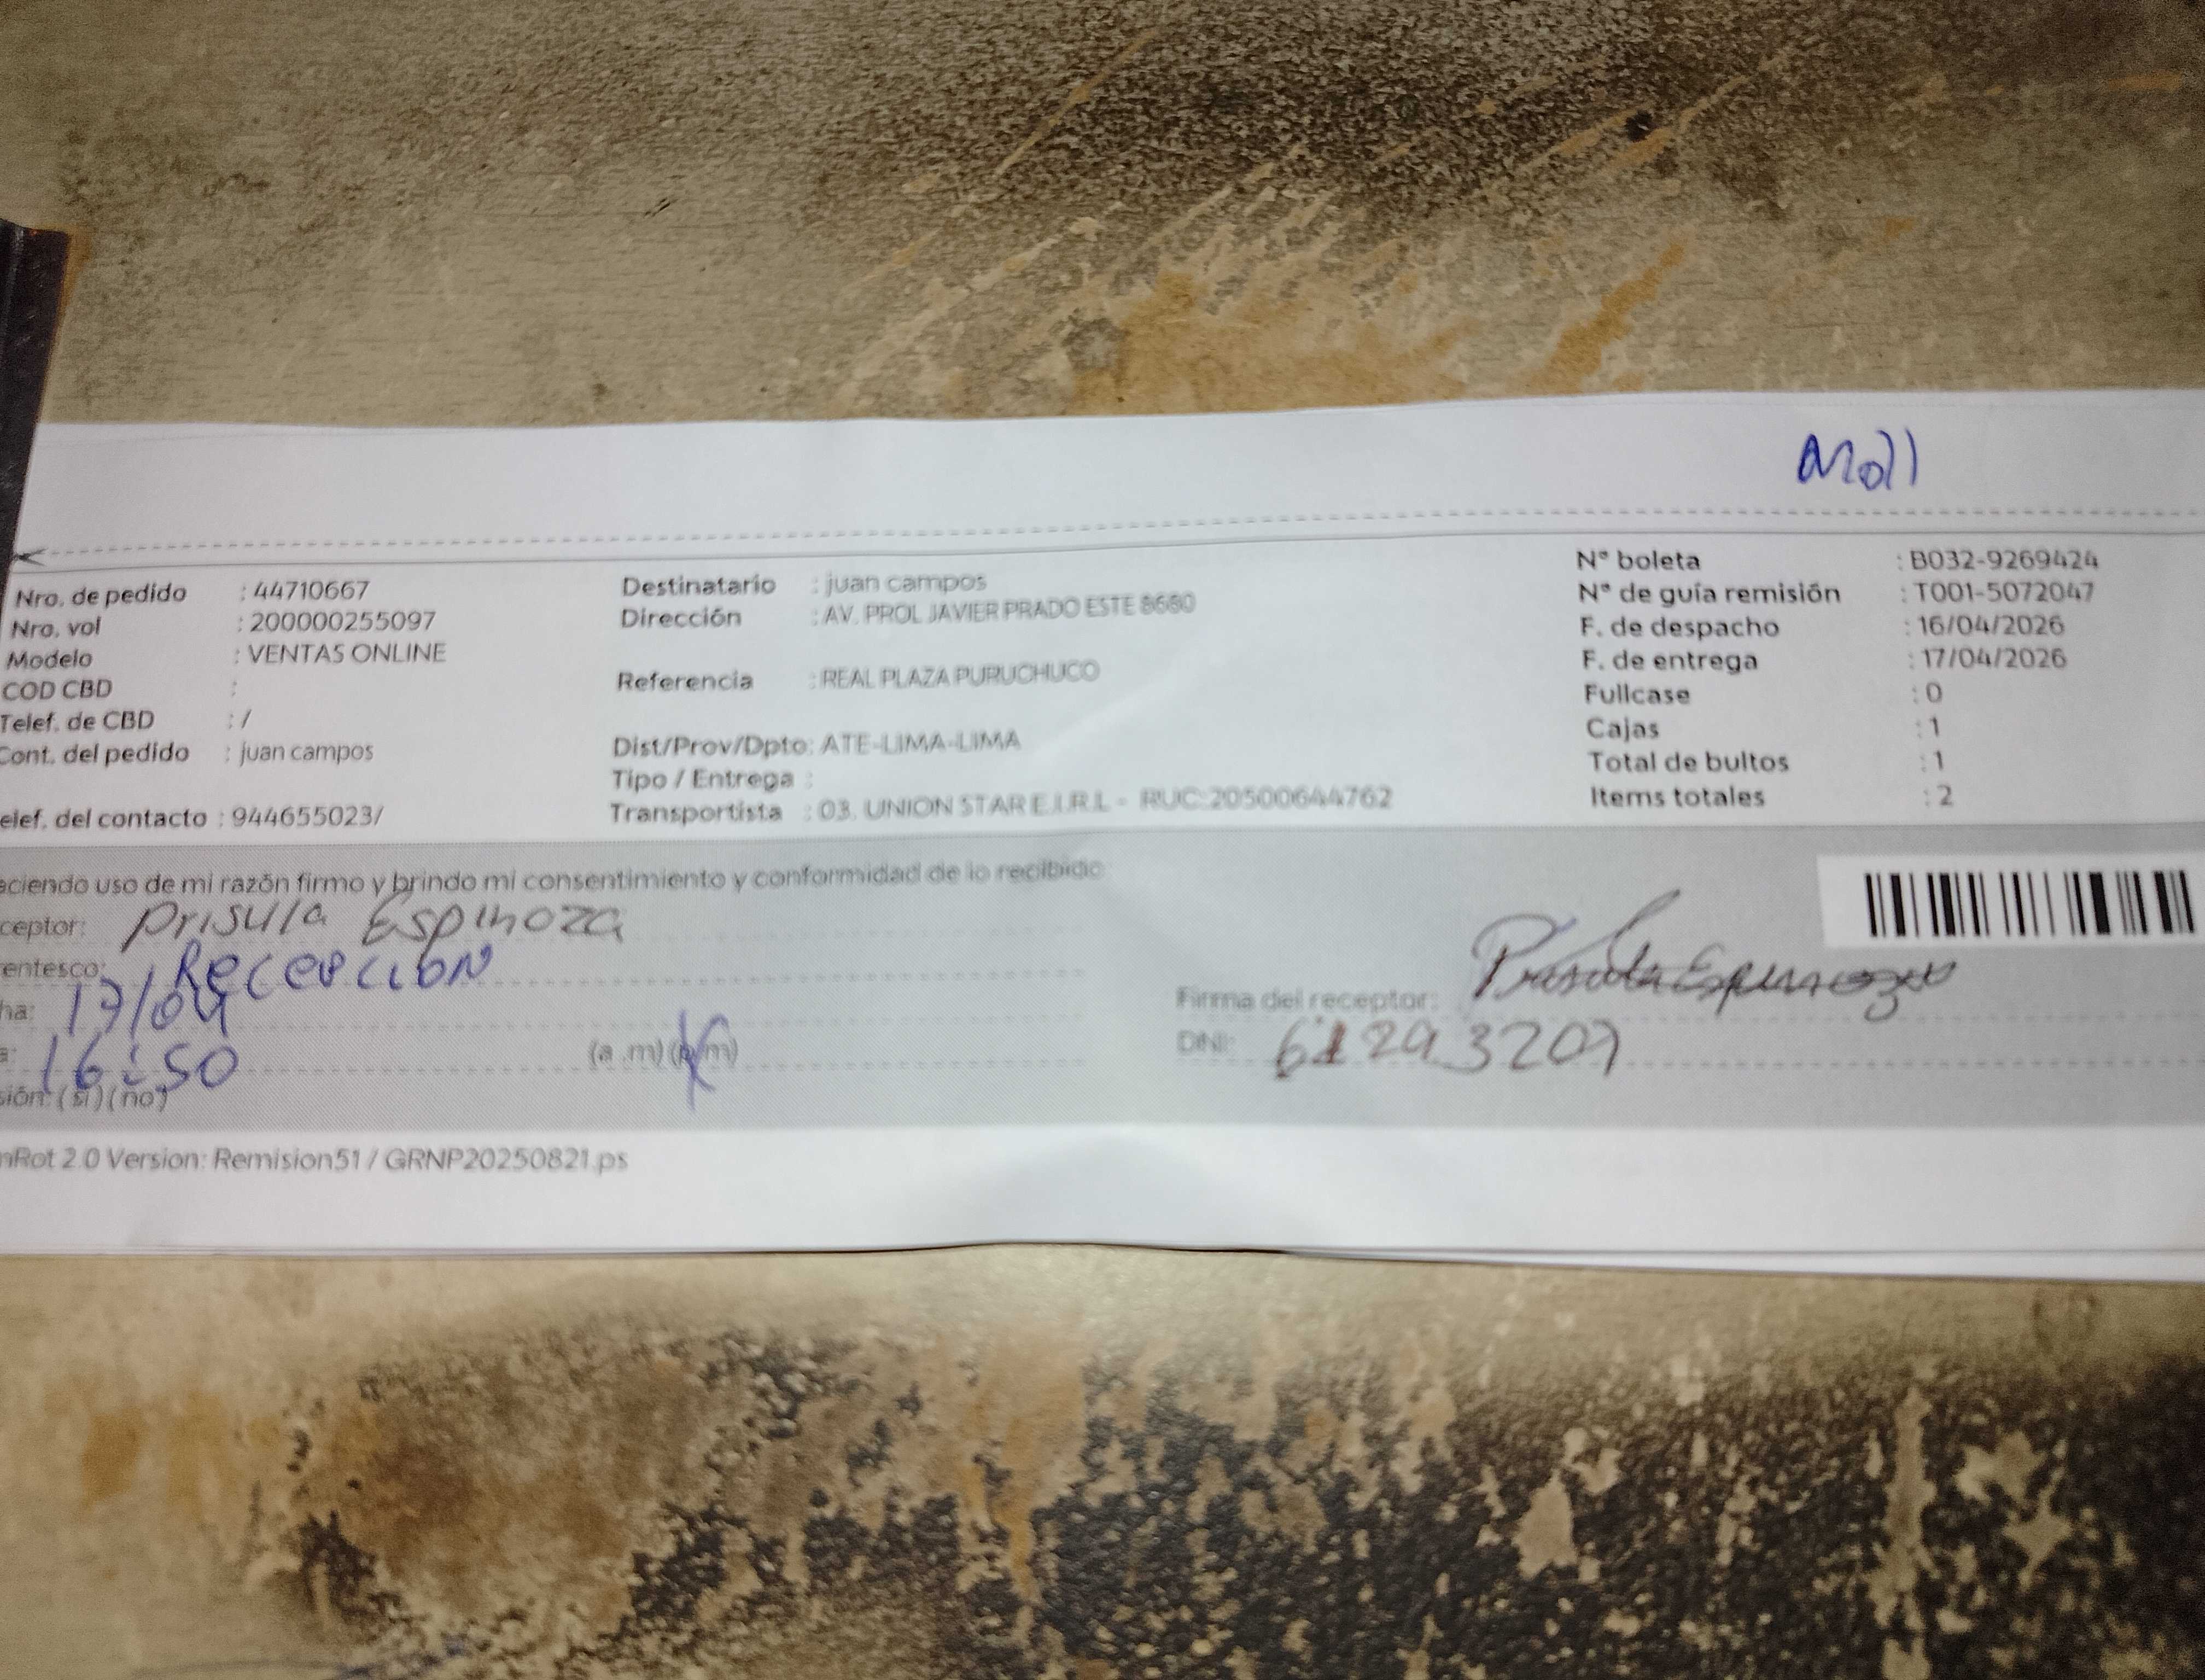 Moll
Nro. de pedido : 44710667
Nro. vol : 200000255097
Modelo : VENTAS ONLINE
COD CBD :
Telef. de CBD : /
Cont. del pedido : juan campos
elef. del contacto : 944655023/
Destinatario : juan campos
Dirección : AV. PROL JAVIER PRADO ESTE 8680
Referencia : REAL PLAZA PURUCHUCO
Dist/Prov/Dpto: ATE-LIMA-LIMA
Tipo / Entrega :
Transportista : 03. UNION STAR E.I.R.L - RUC:20500644762
N° boleta : B032-9269424
N° de guía remisión : T001-5072047
F. de despacho : 16/04/2026
F. de entrega : 17/04/2026
Fullcase : 0
Cajas : 1
Total de bultos : 1
Items totales : 2
aciendo uso de mi razón firmo y brindo mi consentimiento y conformidad de lo recibido
ceptor: Prisula Espinoza
entesco: Recepcion
ha: 17/04
a: 16:50 (a .m) (p.m)
sión: (si) (no)
Firma del receptor: Prisula Espinoza
DNI: 61293209
nRot 2.0 Version: Remision51 / GRNP20250821.ps